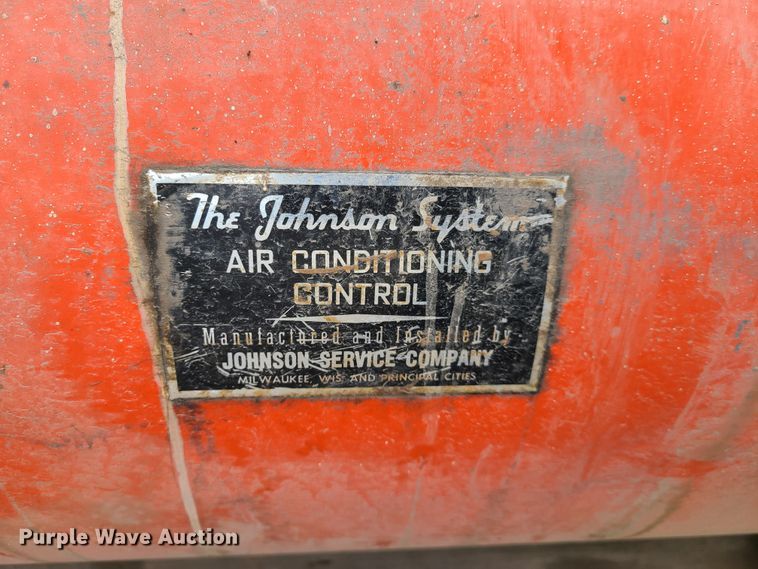 The Johnson System
AIR CONDITIONING
CONTROL
Manufactured and Installed by
JOHNSON SERVICE COMPANY
MILWAUKEE, WIS. AND PRINCIPAL CITIES
Purple Wave Auction